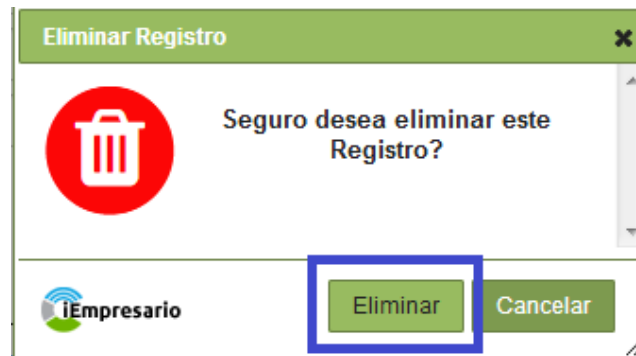 Eliminar Registro
Seguro desea eliminar este
Registro?
iEmpresario
Eliminar
Cancelar